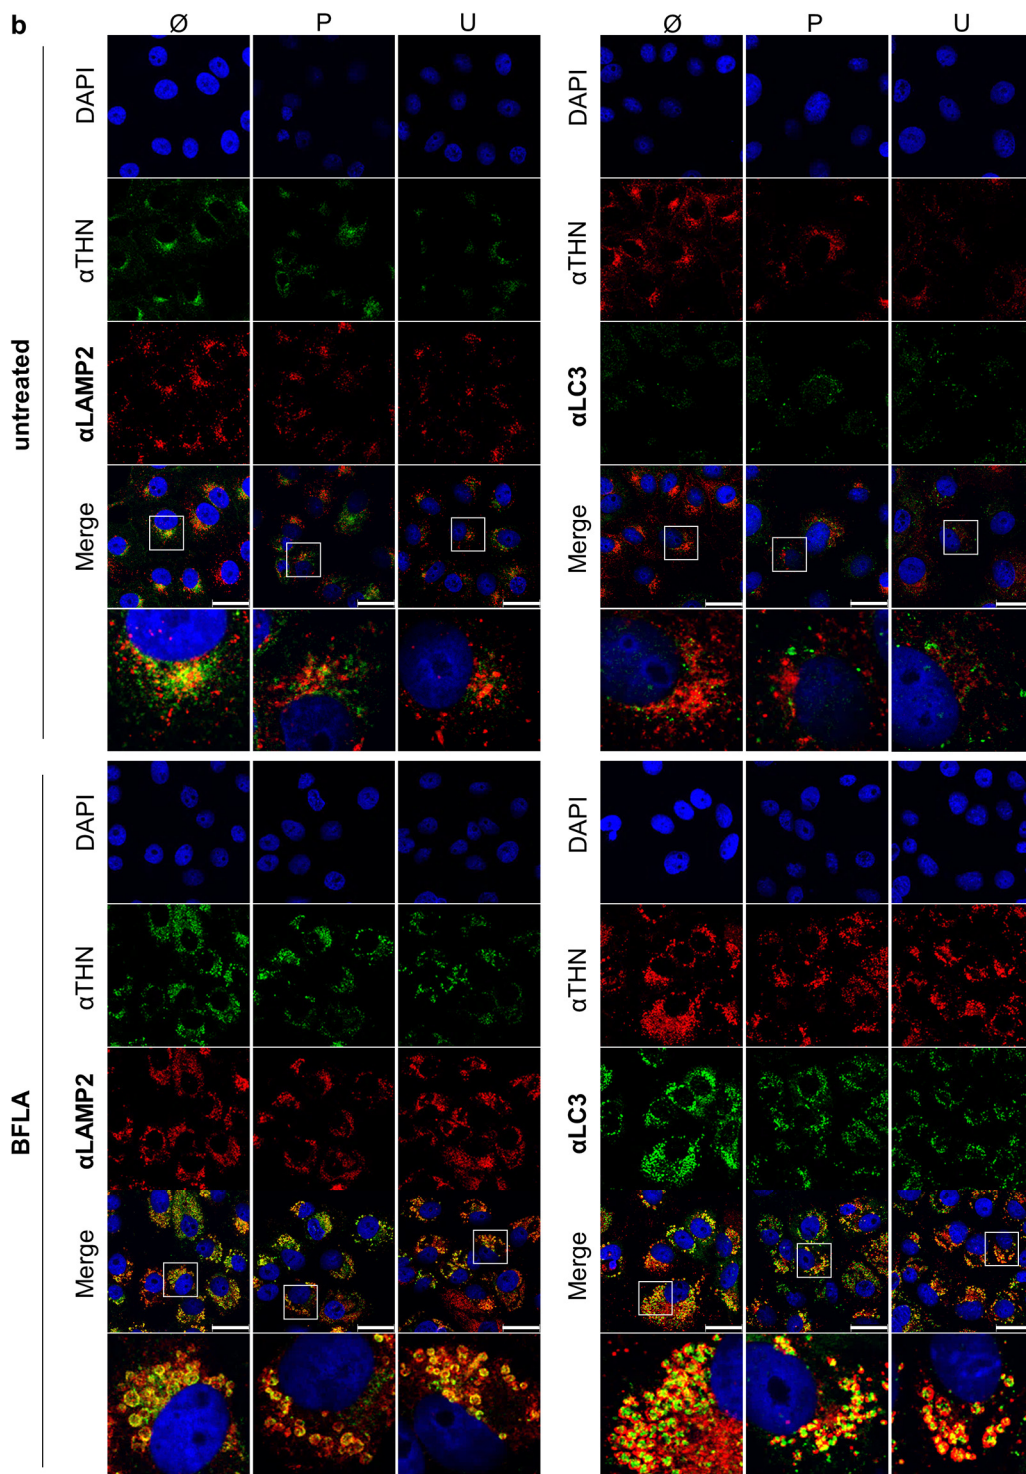 b
Ø P U Ø P U
untreated
DAPI DAPI
αTHN αTHN
αLAMP2 αLC3
Merge Merge
BFLA
DAPI DAPI
αTHN αTHN
αLAMP2 αLC3
Merge Merge